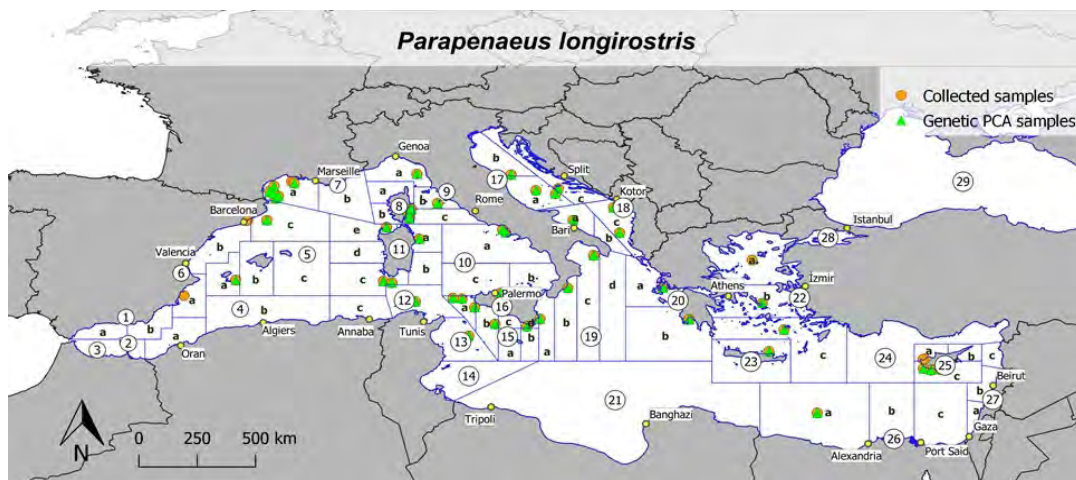 Parapenaeus longirostris
Collected samples
Genetic PCA samples
Genoa
Marseille
7
a
b
a
a
b
8
9
b
c
Rome
b
17
a
Split
c
Kotor
18
c
b
a
Bari
29
Istanbul
28
Barcelona
a
c
e
11
a
b
10
a
c
b
Valencia
6
b
a
b
5
d
c
a
4
b
c
c
12
Palermo
16
b
c
d
15
a
b
a
b
c
19
d
a
20
b
Athens
a
b
22
Izmir
c
23
24
a
b
c
25
c
1
a
b
3
2
a
Oran
Algiers
Annaba
Tunis
13
14
21
Tripoli
Banghazi
a
b
c
26
Alexandria
Port Said
b
27
a
Beirut
Gaza
N
0
250
500 km